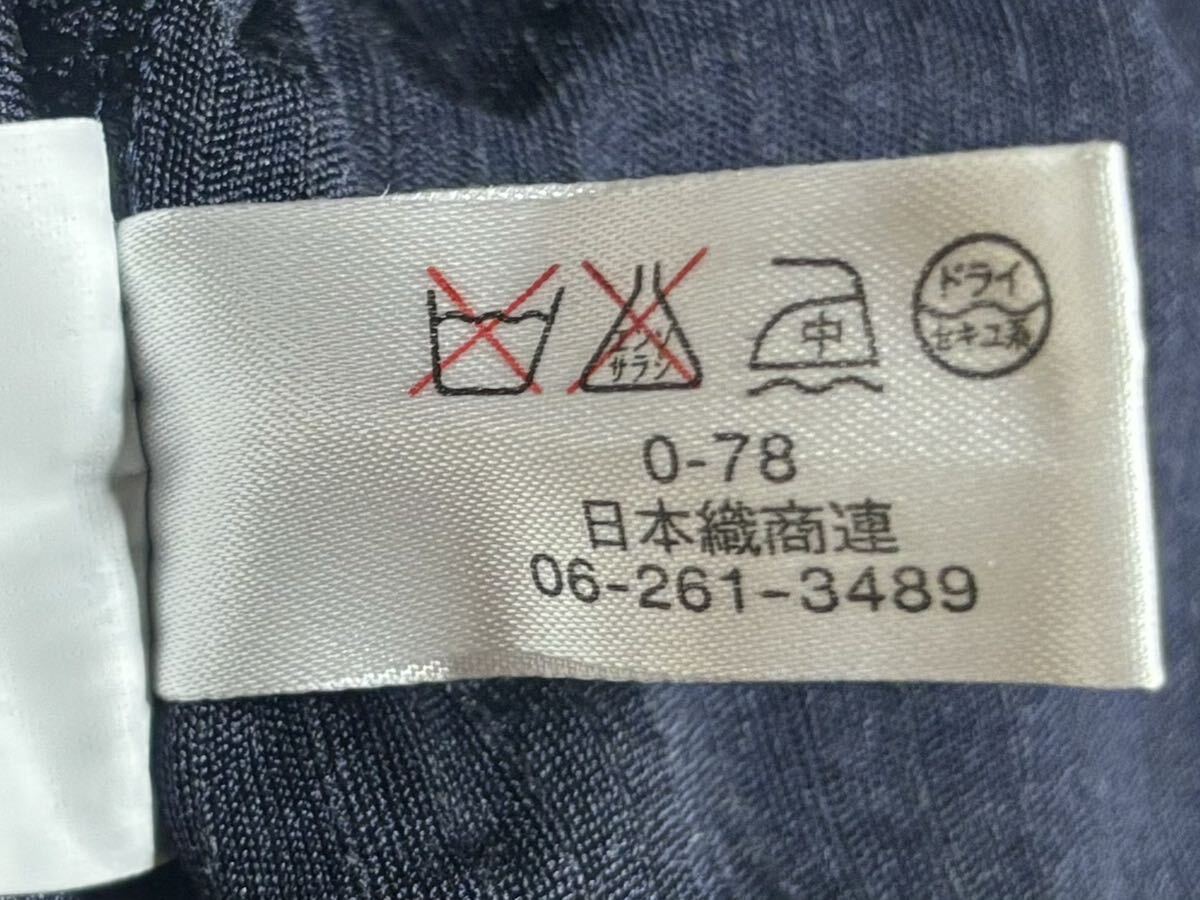 エンソ
サラシ
中
ドライ
セキユ系
0-78
日本織商連
06-261-3489